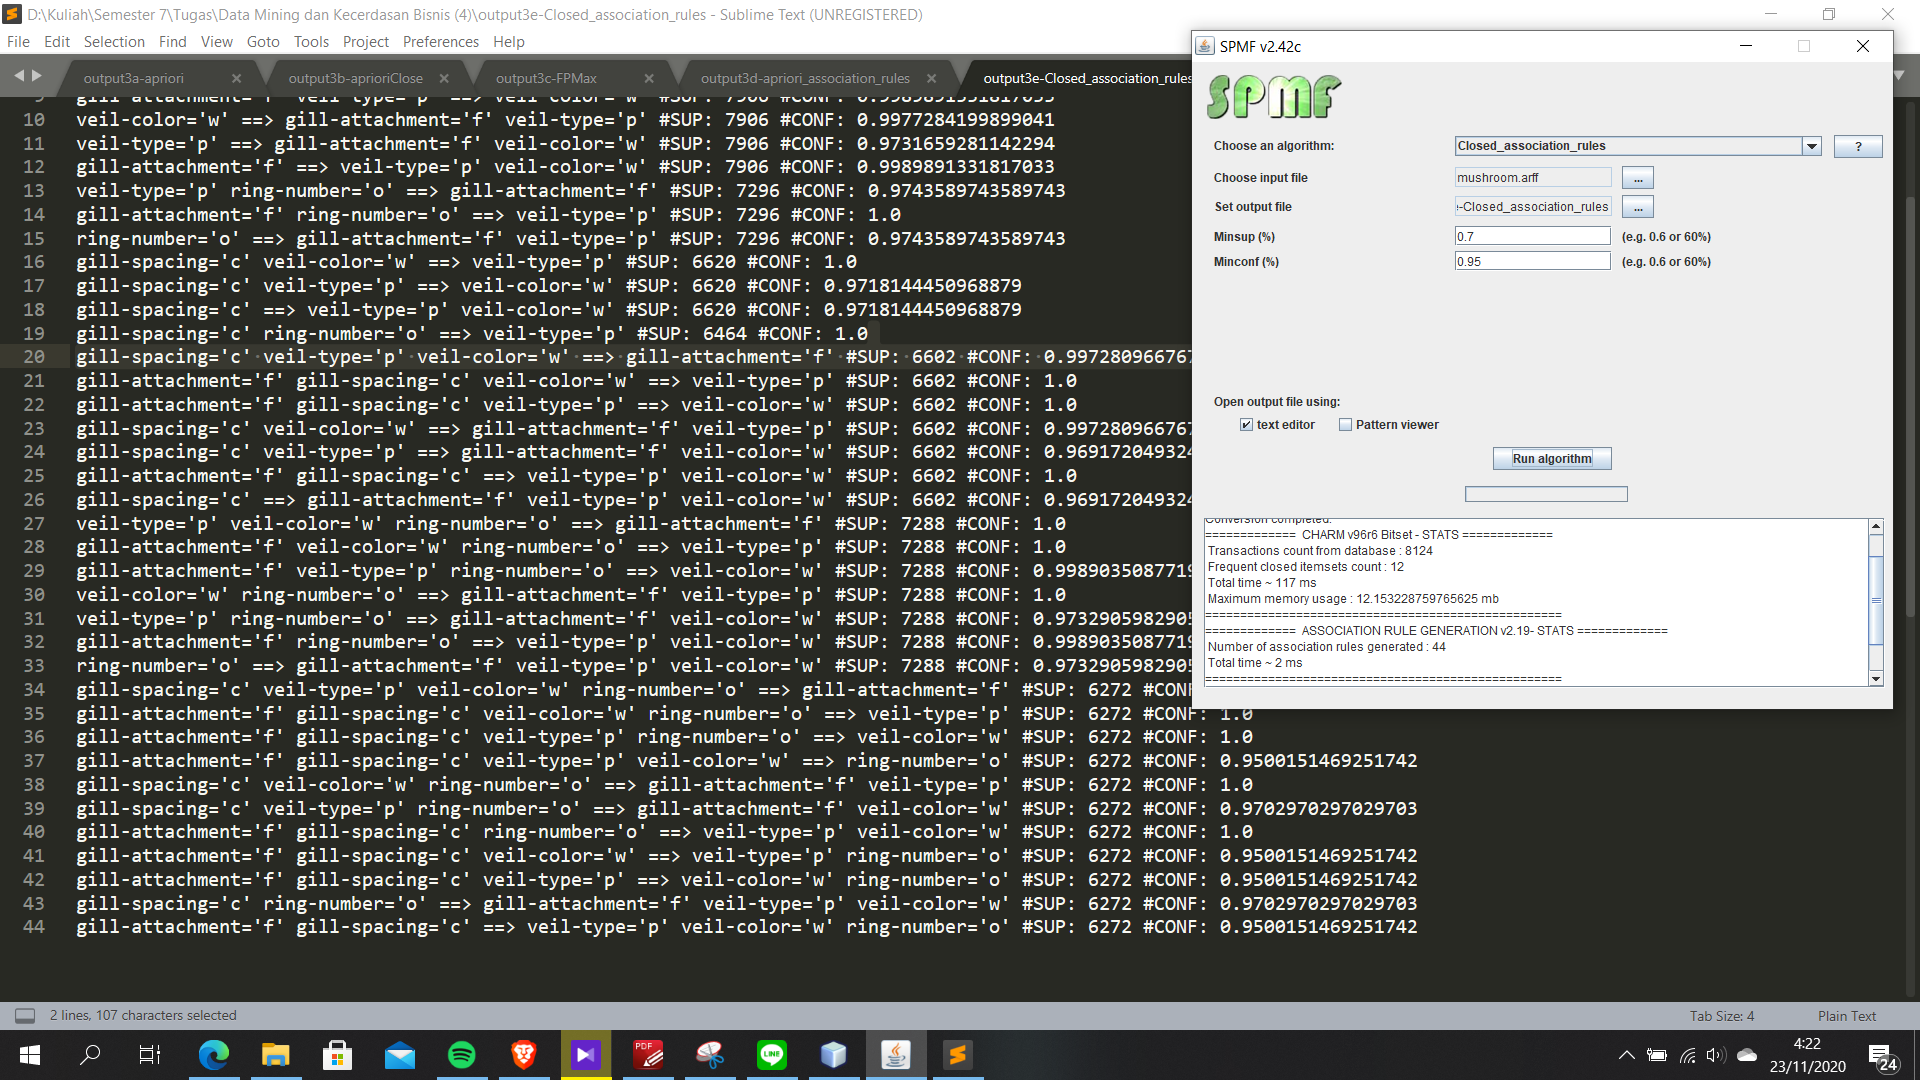 D:\Kuliah\Semester 7\Tugas\Data Mining dan Kecerdasan Bisnis (4)\output3e-Closed_association_rules - Sublime Text (UNREGISTERED)
File Edit Selection Find View Goto Tools Project Preferences Help
output3a-apriori × output3b-aprioriClose × output3c-FPMax × output3d-apriori_association_rules × output3e-Closed_association_rules
9 gill-attachment='f' veil-type='p' ==> veil-color='w' #SUP: 7906 #CONF: 0.9989891331817033
10 veil-color='w' ==> gill-attachment='f' veil-type='p' #SUP: 7906 #CONF: 0.9977284199899041
11 veil-type='p' ==> gill-attachment='f' veil-color='w' #SUP: 7906 #CONF: 0.9731659281142294
12 gill-attachment='f' ==> veil-type='p' veil-color='w' #SUP: 7906 #CONF: 0.9989891331817033
13 veil-type='p' ring-number='o' ==> gill-attachment='f' #SUP: 7296 #CONF: 0.9743589743589743
14 gill-attachment='f' ring-number='o' ==> veil-type='p' #SUP: 7296 #CONF: 1.0
15 ring-number='o' ==> gill-attachment='f' veil-type='p' #SUP: 7296 #CONF: 0.9743589743589743
16 gill-spacing='c' veil-color='w' ==> veil-type='p' #SUP: 6620 #CONF: 1.0
17 gill-spacing='c' veil-type='p' ==> veil-color='w' #SUP: 6620 #CONF: 0.9718144450968879
18 gill-spacing='c' ==> veil-type='p' veil-color='w' #SUP: 6620 #CONF: 0.9718144450968879
19 gill-spacing='c' ring-number='o' ==> veil-type='p' #SUP: 6464 #CONF: 1.0
20 gill-spacing='c' veil-type='p' veil-color='w' ==> gill-attachment='f' #SUP: 6602 #CONF: 0.997280966767
21 gill-attachment='f' gill-spacing='c' veil-color='w' ==> veil-type='p' #SUP: 6602 #CONF: 1.0
22 gill-attachment='f' gill-spacing='c' veil-type='p' ==> veil-color='w' #SUP: 6602 #CONF: 1.0
23 gill-spacing='c' veil-color='w' ==> gill-attachment='f' veil-type='p' #SUP: 6602 #CONF: 0.997280966767
24 gill-spacing='c' veil-type='p' ==> gill-attachment='f' veil-color='w' #SUP: 6602 #CONF: 0.969172049324
25 gill-attachment='f' gill-spacing='c' ==> veil-type='p' veil-color='w' #SUP: 6602 #CONF: 1.0
26 gill-spacing='c' ==> gill-attachment='f' veil-type='p' veil-color='w' #SUP: 6602 #CONF: 0.969172049324
27 veil-type='p' veil-color='w' ring-number='o' ==> gill-attachment='f' #SUP: 7288 #CONF: 1.0
28 gill-attachment='f' veil-color='w' ring-number='o' ==> veil-type='p' #SUP: 7288 #CONF: 1.0
29 gill-attachment='f' veil-type='p' ring-number='o' ==> veil-color='w' #SUP: 7288 #CONF: 0.9989035087719
30 veil-color='w' ring-number='o' ==> gill-attachment='f' veil-type='p' #SUP: 7288 #CONF: 1.0
31 veil-type='p' ring-number='o' ==> gill-attachment='f' veil-color='w' #SUP: 7288 #CONF: 0.9732905982905
32 gill-attachment='f' ring-number='o' ==> veil-type='p' veil-color='w' #SUP: 7288 #CONF: 0.9989035087719
33 ring-number='o' ==> gill-attachment='f' veil-type='p' veil-color='w' #SUP: 7288 #CONF: 0.9732905982905
34 gill-spacing='c' veil-type='p' veil-color='w' ring-number='o' ==> gill-attachment='f' #SUP: 6272 #CONF
35 gill-attachment='f' gill-spacing='c' veil-color='w' ring-number='o' ==> veil-type='p' #SUP: 6272 #CONF: 1.0
36 gill-attachment='f' gill-spacing='c' veil-type='p' ring-number='o' ==> veil-color='w' #SUP: 6272 #CONF: 1.0
37 gill-attachment='f' gill-spacing='c' veil-type='p' veil-color='w' ==> ring-number='o' #SUP: 6272 #CONF: 0.9500151469251742
38 gill-spacing='c' veil-color='w' ring-number='o' ==> gill-attachment='f' veil-type='p' #SUP: 6272 #CONF: 1.0
39 gill-spacing='c' veil-type='p' ring-number='o' ==> gill-attachment='f' veil-color='w' #SUP: 6272 #CONF: 0.9702970297029703
40 gill-attachment='f' gill-spacing='c' ring-number='o' ==> veil-type='p' veil-color='w' #SUP: 6272 #CONF: 1.0
41 gill-attachment='f' gill-spacing='c' veil-color='w' ==> veil-type='p' ring-number='o' #SUP: 6272 #CONF: 0.9500151469251742
42 gill-attachment='f' gill-spacing='c' veil-type='p' ==> veil-color='w' ring-number='o' #SUP: 6272 #CONF: 0.9500151469251742
43 gill-spacing='c' ring-number='o' ==> gill-attachment='f' veil-type='p' veil-color='w' #SUP: 6272 #CONF: 0.9702970297029703
44 gill-attachment='f' gill-spacing='c' ==> veil-type='p' veil-color='w' ring-number='o' #SUP: 6272 #CONF: 0.9500151469251742
SPMF v2.42c
SPMF
Choose an algorithm: Closed_association_rules ?
Choose input file mushroom.arff ...
Set output file -Closed_association_rules ...
Minsup (%) 0.7 (e.g. 0.6 or 60%)
Minconf (%) 0.95 (e.g. 0.6 or 60%)
Open output file using:
text editor Pattern viewer
Run algorithm
Conversion completed.
============= CHARM v96r6 Bitset - STATS =============
Transactions count from database : 8124
Frequent closed itemsets count : 12
Total time ~ 117 ms
Maximum memory usage : 12.153228759765625 mb
===================================================
============= ASSOCIATION RULE GENERATION v2.19- STATS =============
Number of association rules generated : 44
Total time ~ 2 ms
===================================================
2 lines, 107 characters selected Tab Size: 4 Plain Text
PDF LINE
4:22
23/11/2020
24